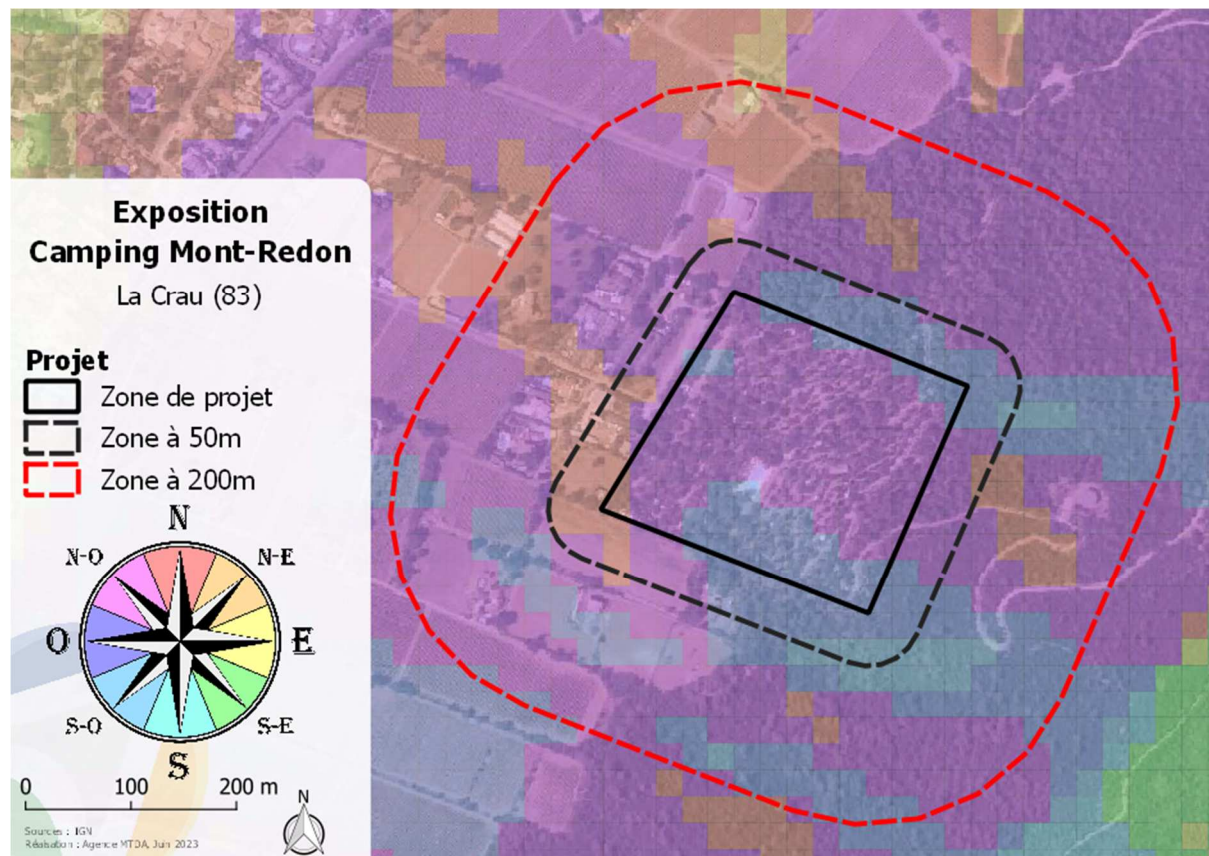 Exposition
Camping Mont-Redon
La Crau (83)
Projet
Zone de projet
Zone à 50m
Zone à 200m
N
N-O
N-E
O
E
S-O
S-E
S
0 100 200 m
N
Sources : IGN
Réalisation : Agence MTDA, Juin 2023